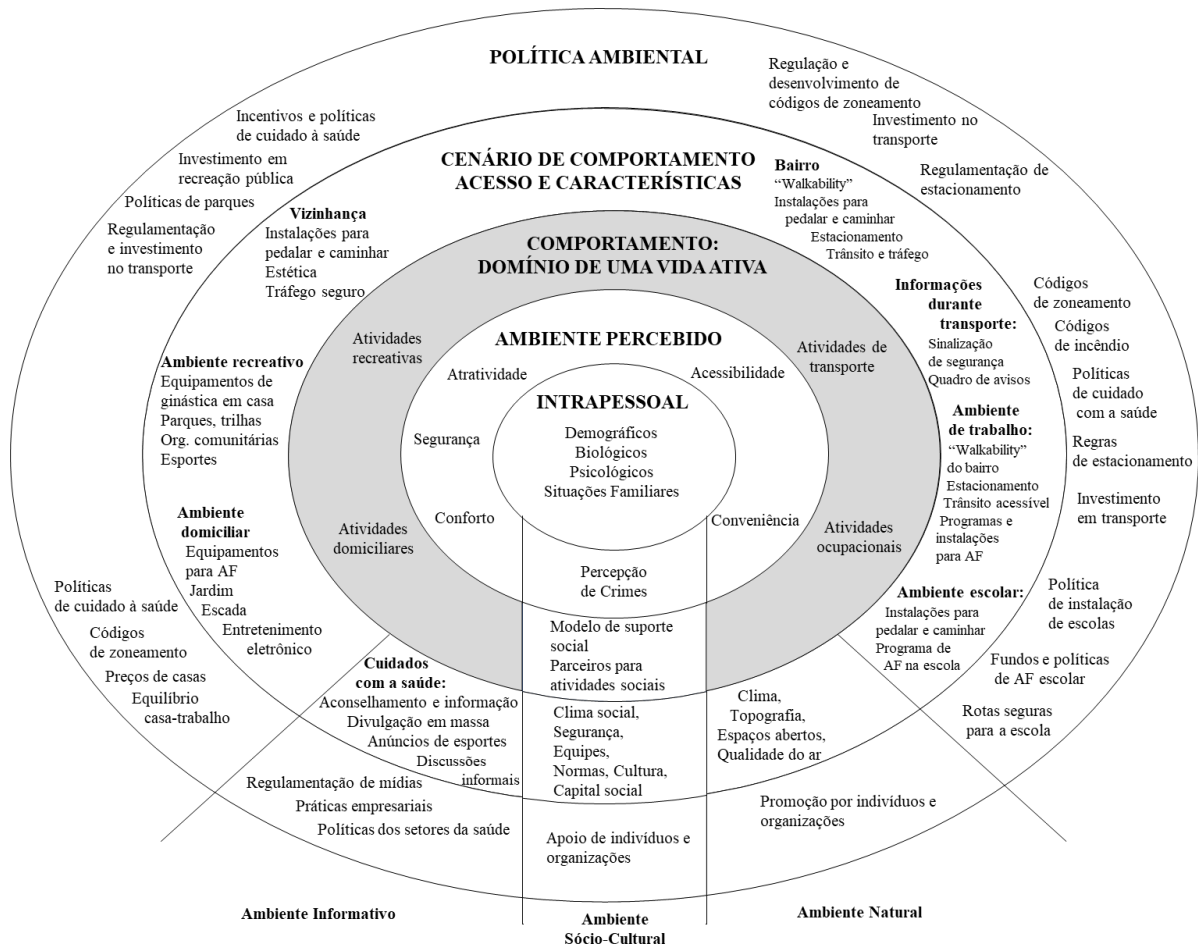 POLÍTICA AMBIENTAL
Regulação e
desenvolvimento de
códigos de zoneamento
Investimento no
transporte
Regulamentação de
estacionamento
Incentivos e políticas
de cuidado à saúde
Investimento em
recreação pública
Políticas de parques
Regulamentação
e investimento
no transporte
CENÁRIO DE COMPORTAMENTO
ACESSO E CARACTERÍSTICAS
Bairro
“Walkability”
Instalações para
pedalar e caminhar
Estacionamento
Trânsito e tráfego
Vizinhança
Instalações para
pedalar e caminhar
Estética
Tráfego seguro
COMPORTAMENTO:
DOMÍNIO DE UMA VIDA ATIVA
Informações
durante
transporte:
Sinalização
de segurança
Quadro de avisos
Códigos
de zoneamento
Códigos
de incêndio
Políticas
de cuidado
com a saúde
Regras
de estacionamento
Investimento
em transporte
Ambiente recreativo
Equipamentos de
ginástica em casa
Parques, trilhas
Org. comunitárias
Esportes
Atividades
recreativas
AMBIENTE PERCEBIDO
Atratividade
Acessibilidade
Atividades de
transporte
INTRAPESSOAL
Demográficos
Biológicos
Psicológicos
Situações Familiares
Segurança
Conforto
Conveniência
Percepção
de Crimes
Ambiente
de trabalho:
“Walkability”
do bairro
Estacionamento
Trânsito acessível
Programas e
instalações
para AF
Ambiente
domiciliar
Equipamentos
para AF
Jardim
Escada
Entretenimento
eletrônico
Atividades
domiciliares
Atividades
ocupacionais
Políticas
de cuidado à saúde
Códigos
de zoneamento
Preços de casas
Equilíbrio
casa-trabalho
Ambiente escolar:
Instalações para
pedalar e caminhar
Programa de
AF na escola
Política
de instalação
de escolas
Fundos e políticas
de AF escolar
Rotas seguras
para a escola
Modelo de suporte
social
Parceiros para
atividades sociais
Cuidados
com a saúde:
Aconselhamento e informação
Divulgação em massa
Anúncios de esportes
Discussões
informais
Clima social,
Segurança,
Equipes,
Normas, Cultura,
Capital social
Clima,
Topografia,
Espaços abertos,
Qualidade do ar
Regulamentação de mídias
Práticas empresariais
Políticas dos setores da saúde
Apoio de indivíduos e
organizações
Promoção por indivíduos e
organizações
Ambiente Informativo
Ambiente
Sócio-Cultural
Ambiente Natural